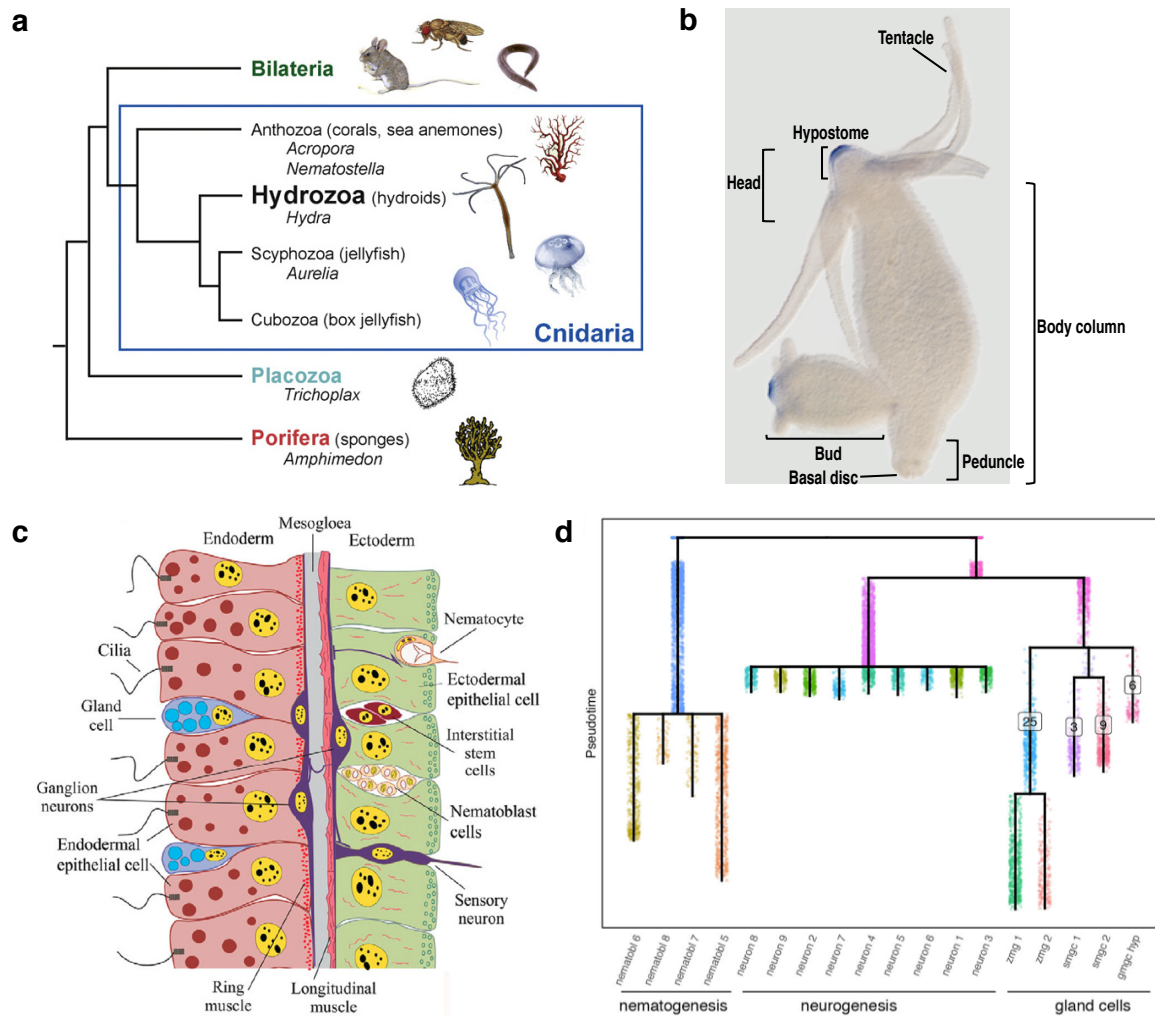 a
Bilateria
Anthozoa (corals, sea anemones)
Acropora
Nematostella
Hydrozoa (hydroids)
Hydra
Scyphozoa (jellyfish)
Aurelia
Cubozoa (box jellyfish)
Cnidaria
Placozoa
Trichoplax
Porifera (sponges)
Amphimedon
b
Tentacle
Hypostome
Head
Body column
Bud
Basal disc
Peduncle
c
Mesogloea
Endoderm
Ectoderm
Cilia
Gland
cell
Ganglion
neurons
Endodermal
epithelial cell
Ring
muscle
Longitudinal
muscle
Nematocyte
Ectodermal
epithelial cell
Interstitial
stem
cells
Nematoblast
cells
Sensory
neuron
d
Pseudotime
25
3
9
6
nematobl 6
nematobl 8
nematobl 7
nematobl 5
neuron 8
neuron 9
neuron 2
neuron 7
neuron 4
neuron 5
neuron 6
neuron 1
neuron 3
zmg 1
zmg 2
smgc 1
smgc 2
gmgc hyp
nematogenesis
neurogenesis
gland cells